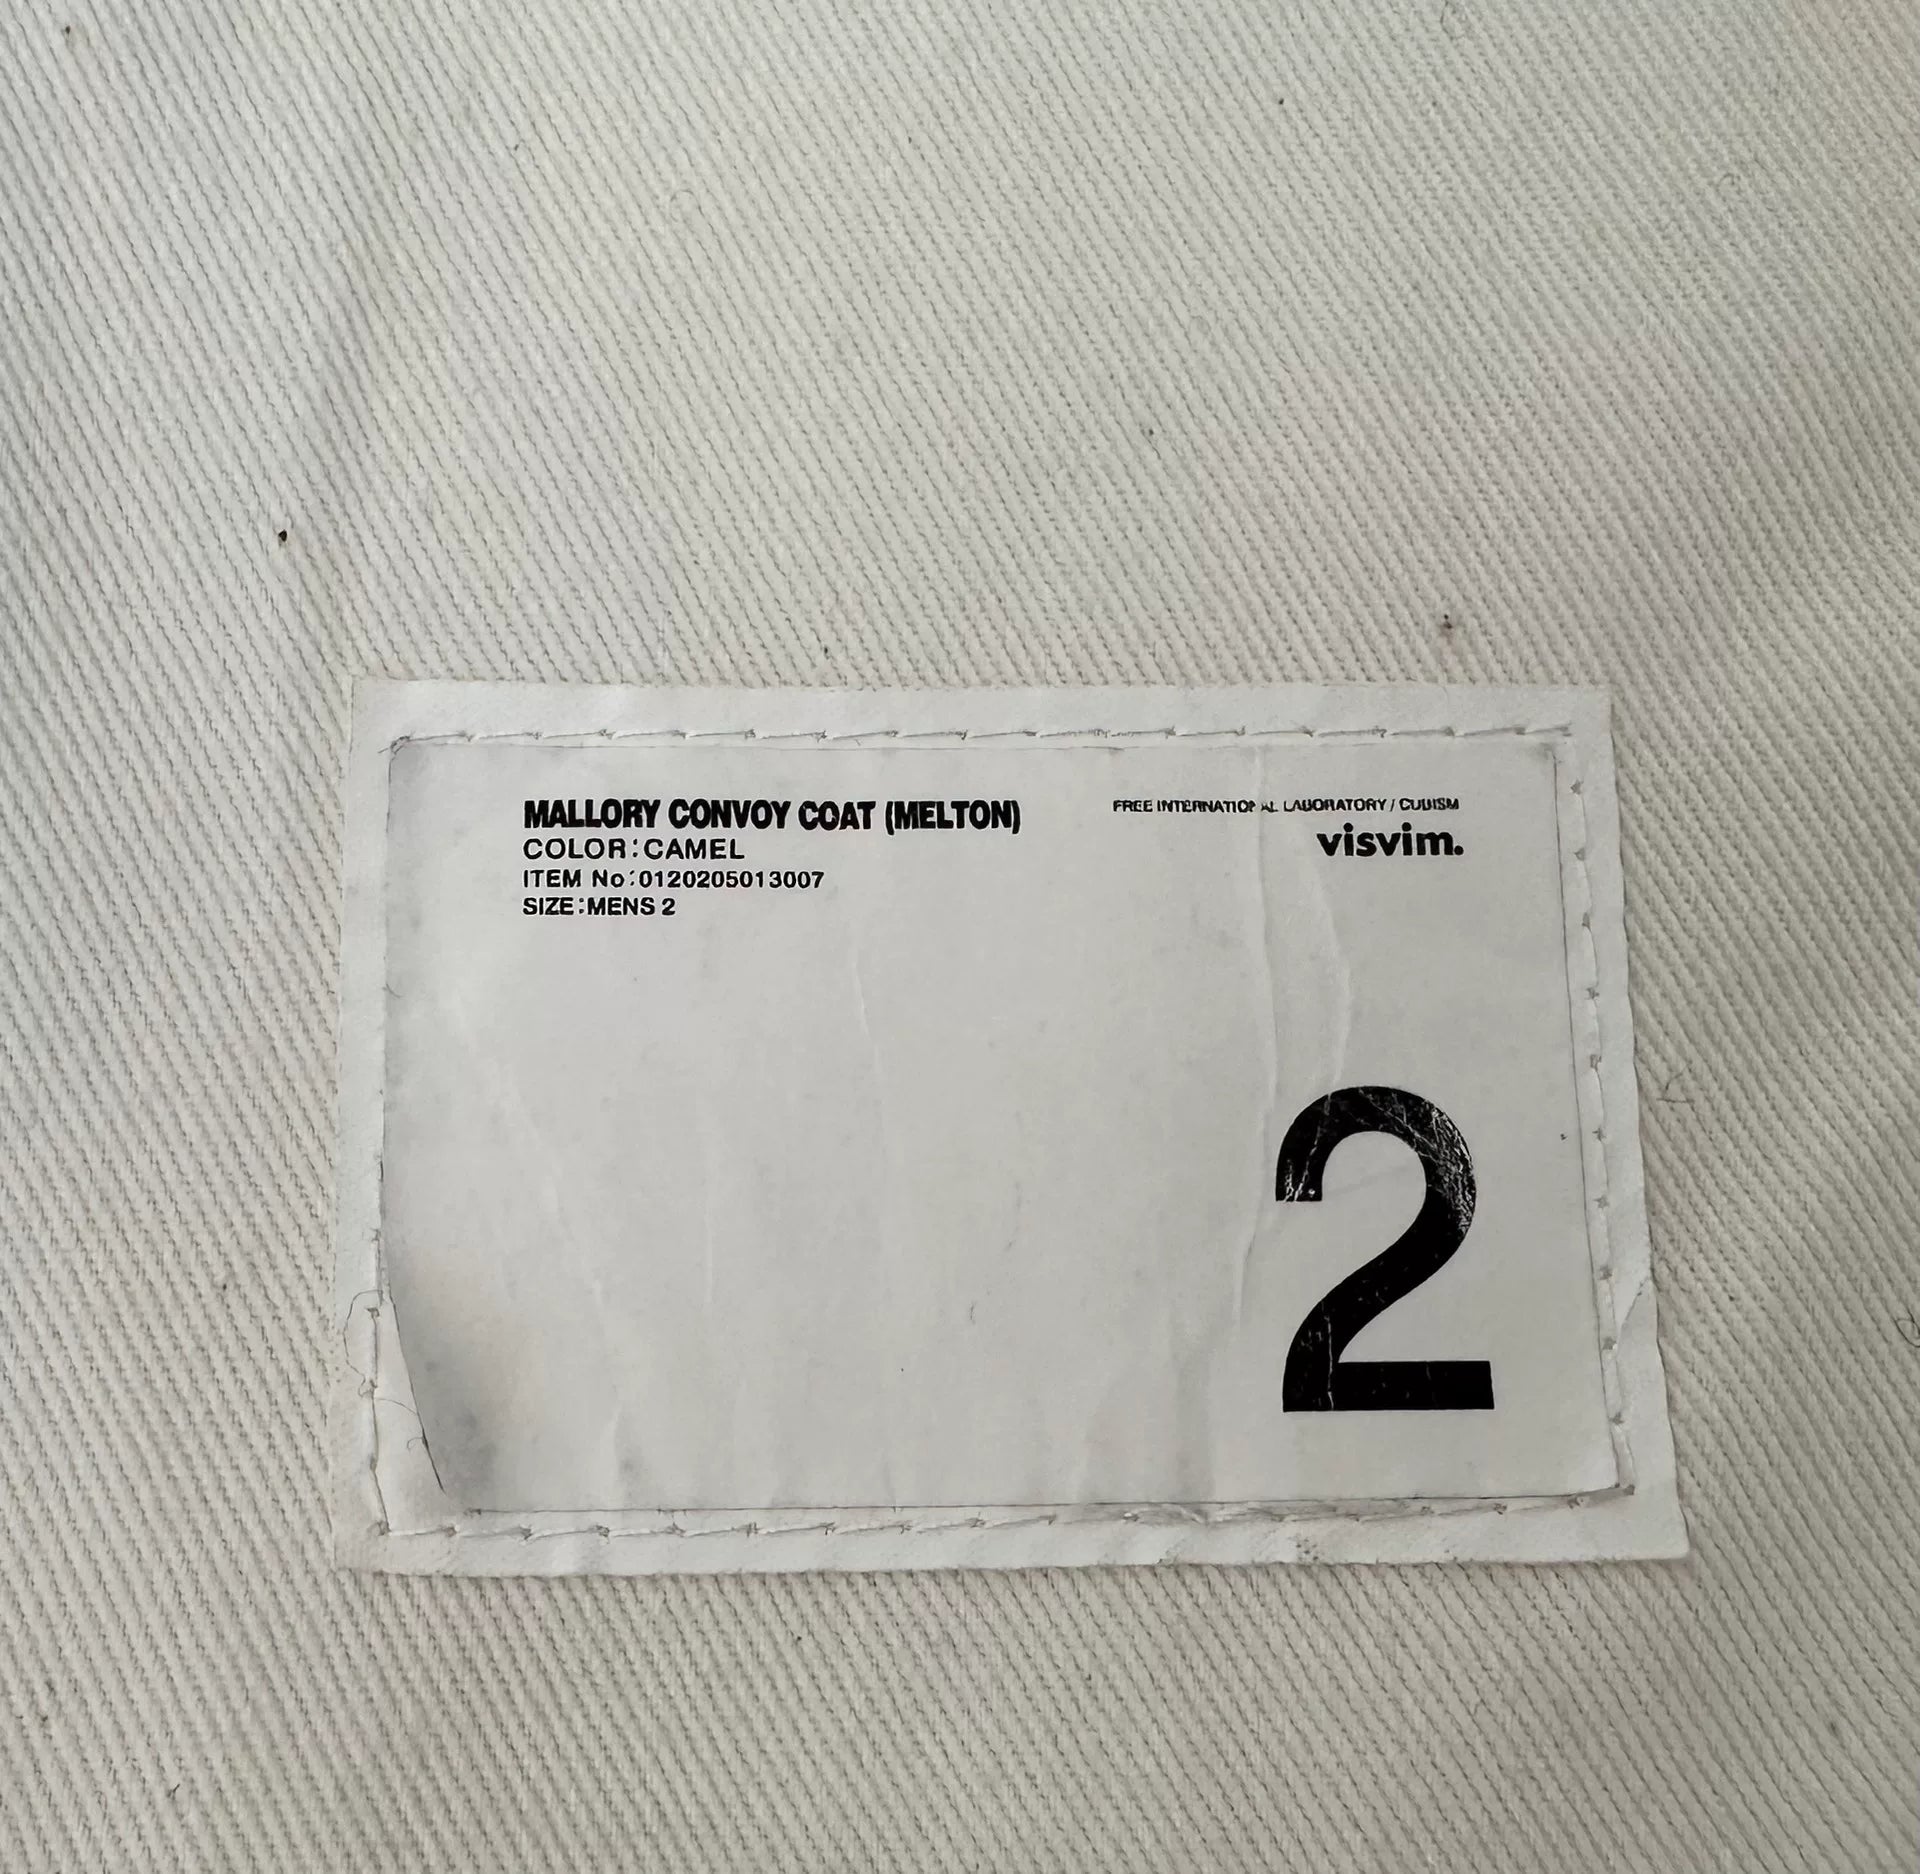 MALLORY CONVOY COAT (MELTON)
COLOR:CAMEL
ITEM No:0120205013007
SIZE:MENS 2
FREE INTERNATIONAL LABORATORY / CUBISM
visvim.
2